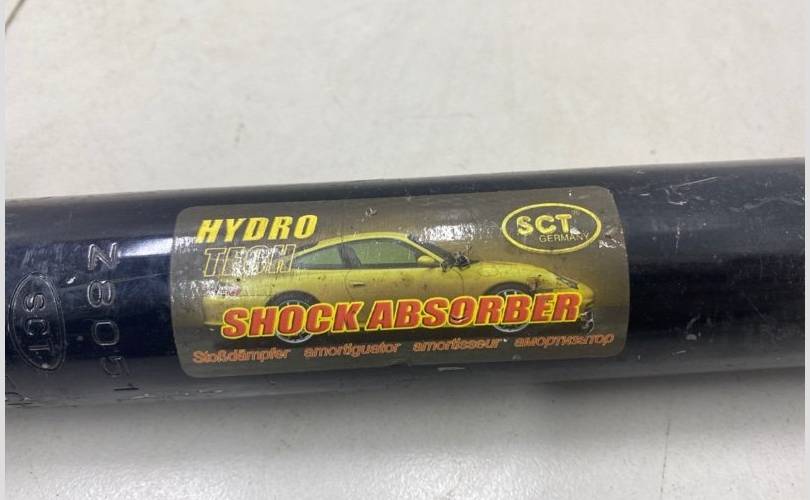 HYDRO
TECH
SCT
GERMANY
SHOCK ABSORBER
Stoßdämpfer amortiguator amortisseur амортизатор
SCT
Z8051